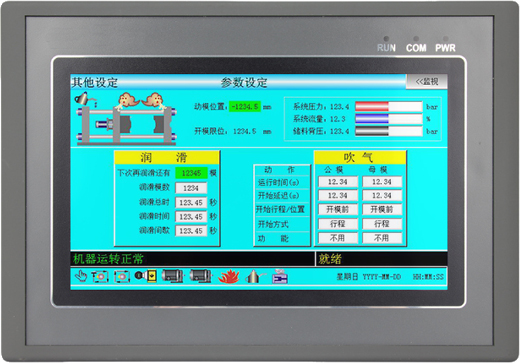 RUN COM PWR
其他设定 参数设定 <<监视
动模位置: -1234.5 mm
开模限位: 1234.5 mm
系统压力: 123.4 bar
系统流量: 12.3 %
储料背压: 123.4 bar
润 滑
下次再润滑还有 12345 模
润滑模数 1234
润滑总时 123.45 秒
润滑时间 123.45 秒
润滑间数 123.45 秒
吹 气
动 作 公 模 母 模
运行时间(s) 12.34 12.34
开始延迟(s) 12.34 12.34
开始行程/位置 开模前 开模前
开始方式 行程 行程
功 能 不用 不用
机器运转正常 就绪
星期日 YYYY-MM-DD HH:MM:SS